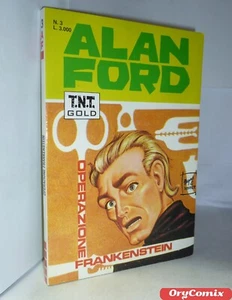 N. 3
L. 3.000
ALAN
FORD
T.N.T.
GOLD
OPERAZIONE
FRANKENSTEIN
OryComix